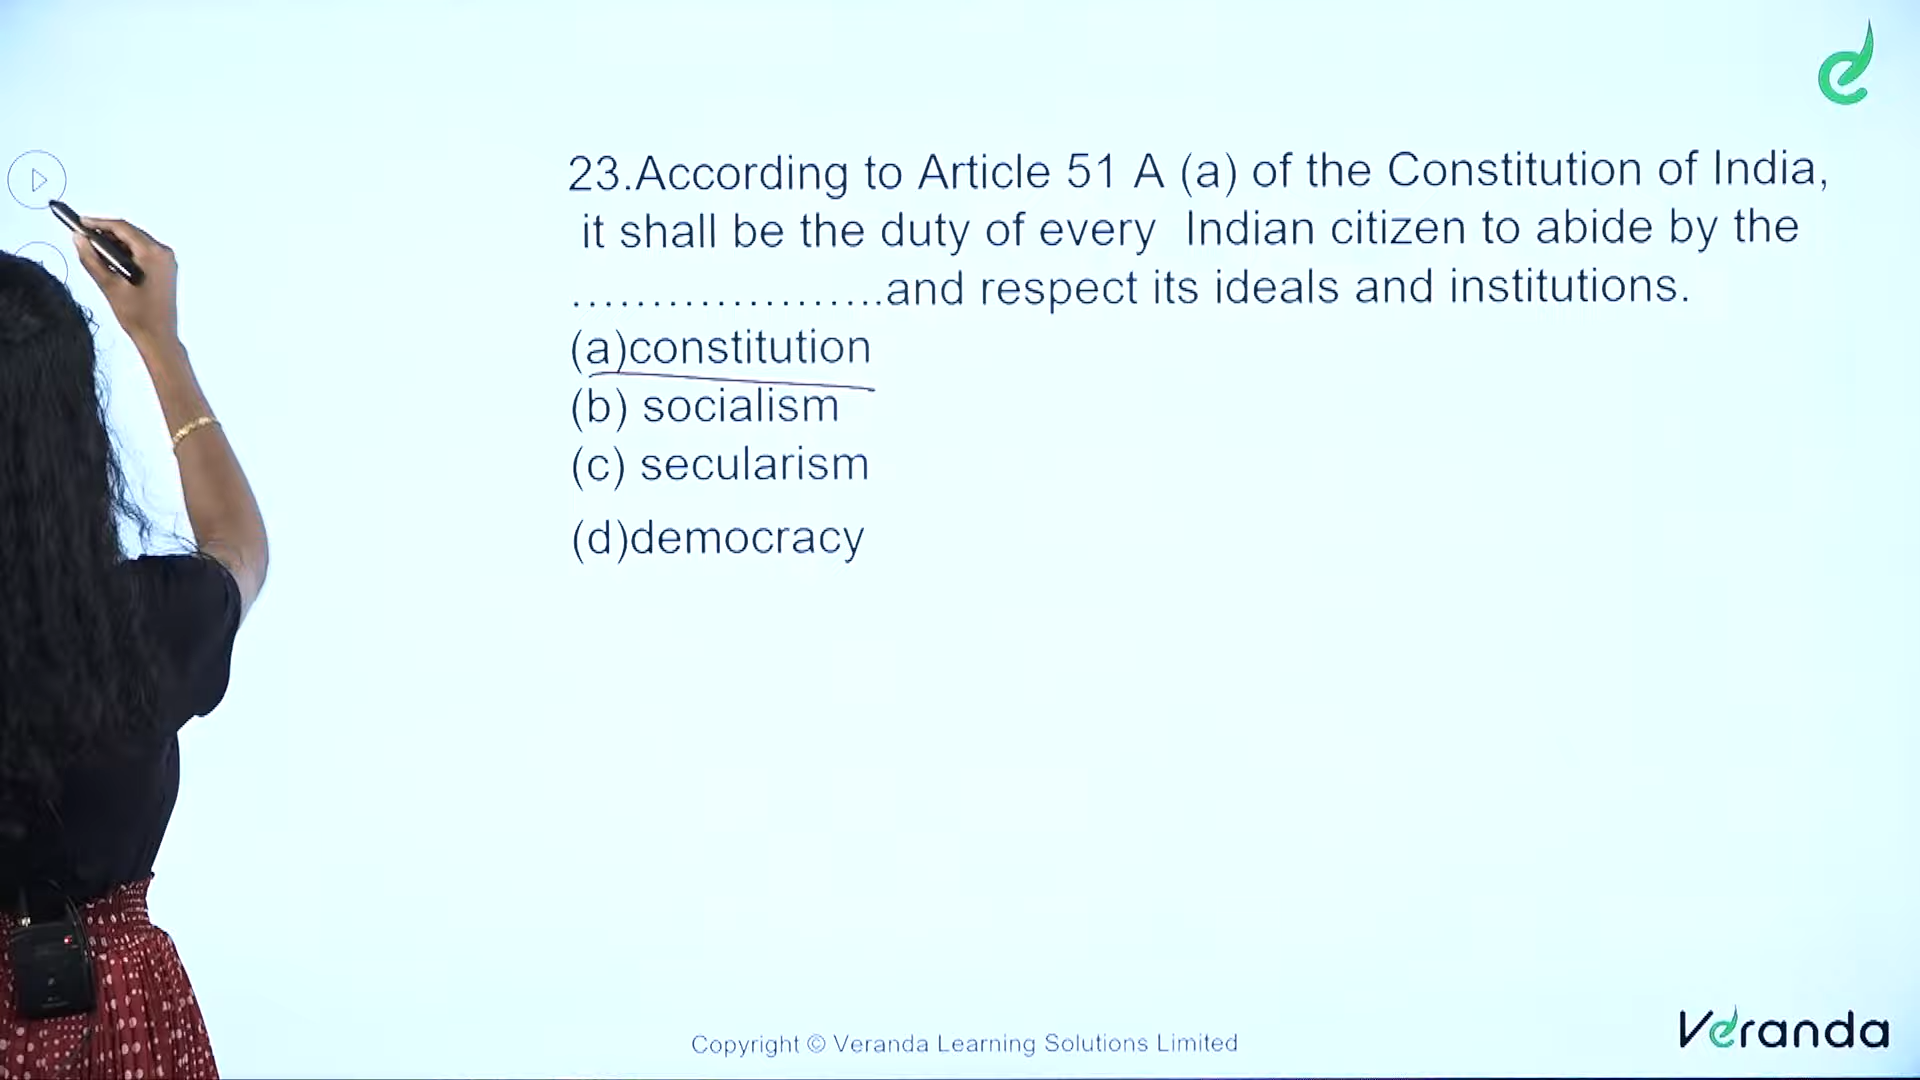 23.According to Article 51 A (a) of the Constitution of India,
it shall be the duty of every Indian citizen to abide by the
....................and respect its ideals and institutions.
(a)constitution
(b) socialism
(c) secularism
(d)democracy
Copyright © Veranda Learning Solutions Limited
Veranda